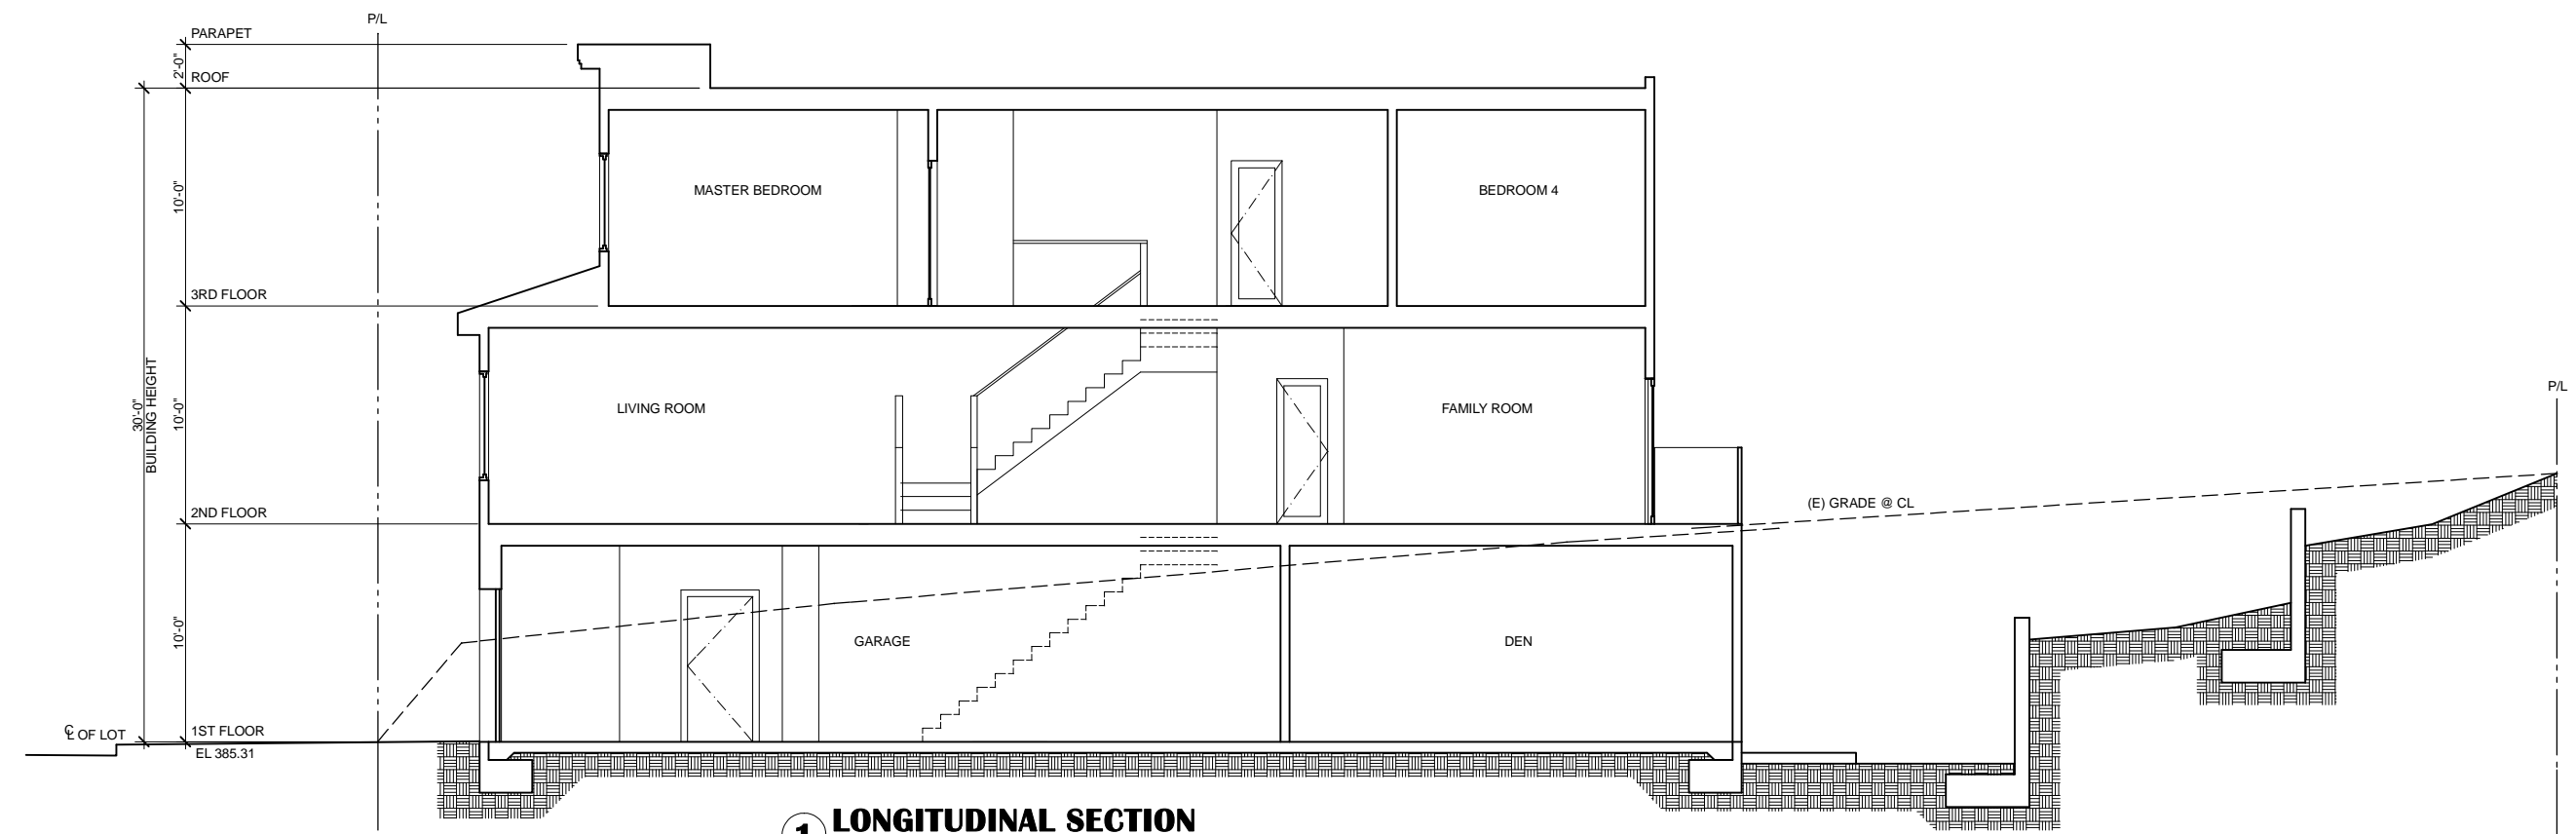 P/L
PARAPET
2'-0"
ROOF
10'-0"
MASTER BEDROOM
BEDROOM 4
3RD FLOOR
30'-0"
BUILDING HEIGHT
10'-0"
LIVING ROOM
FAMILY ROOM
P/L
(E) GRADE @ CL
2ND FLOOR
10'-0"
GARAGE
DEN
℄ OF LOT
1ST FLOOR
EL 385.31
1 LONGITUDINAL SECTION